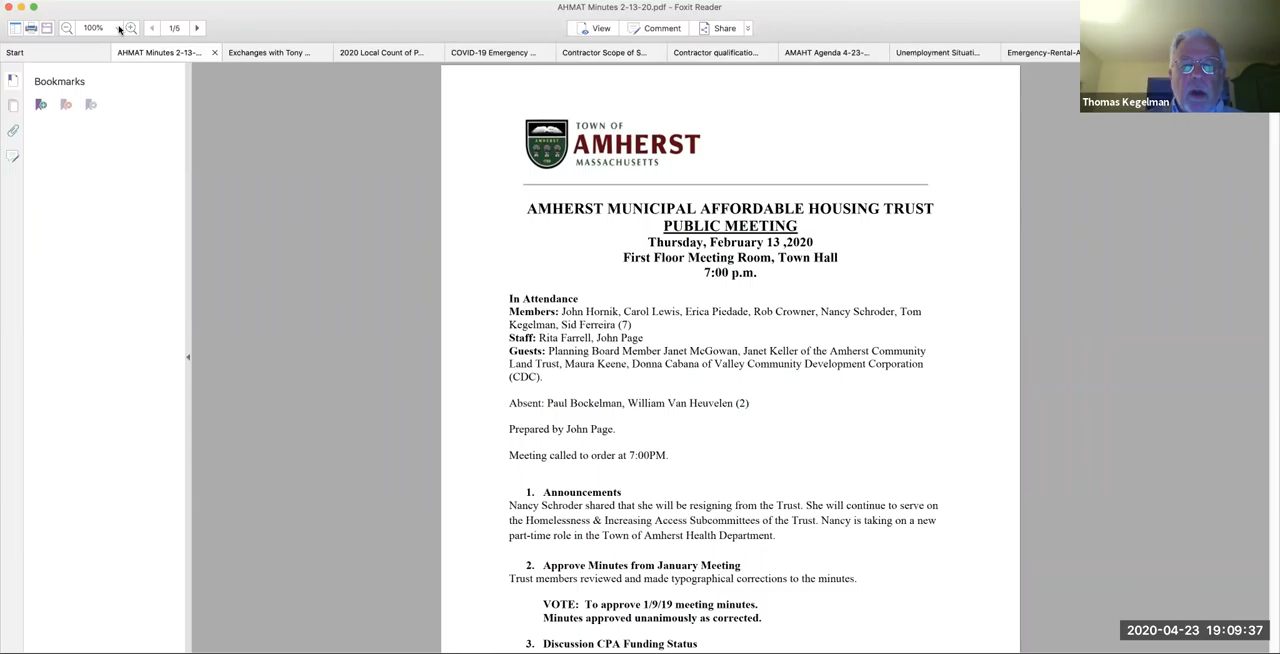 AHMAT Minutes 2-13-20.pdf - Foxit Reader
100%
1/5
View
Comment
Share
Start
AHMAT Minutes 2-13-...
Exchanges with Tony ...
2020 Local Count of P...
COVID-19 Emergency ...
Contractor Scope of S...
Contractor qualificatio...
AMAHT Agenda 4-23-...
Unemployment Situati...
Emergency-Rental-A
Bookmarks
Thomas Kegelman
TOWN OF
AMHERST
MASSACHUSETTS
AMHERST MUNICIPAL AFFORDABLE HOUSING TRUST
PUBLIC MEETING
Thursday, February 13 ,2020
First Floor Meeting Room, Town Hall
7:00 p.m.
In Attendance
Members: John Hornik, Carol Lewis, Erica Piedade, Rob Crowner, Nancy Schroder, Tom
Kegelman, Sid Ferreira (7)
Staff: Rita Farrell, John Page
Guests: Planning Board Member Janet McGowan, Janet Keller of the Amherst Community
Land Trust, Maura Keene, Donna Cabana of Valley Community Development Corporation
(CDC).
Absent: Paul Bockelman, William Van Heuvelen (2)
Prepared by John Page.
Meeting called to order at 7:00PM.
1. Announcements
Nancy Schroder shared that she will be resigning from the Trust. She will continue to serve on
the Homelessness & Increasing Access Subcommittees of the Trust. Nancy is taking on a new
part-time role in the Town of Amherst Health Department.
2. Approve Minutes from January Meeting
Trust members reviewed and made typographical corrections to the minutes.
VOTE: To approve 1/9/19 meeting minutes.
Minutes approved unanimously as corrected.
3. Discussion CPA Funding Status
2020-04-23 19:09:37